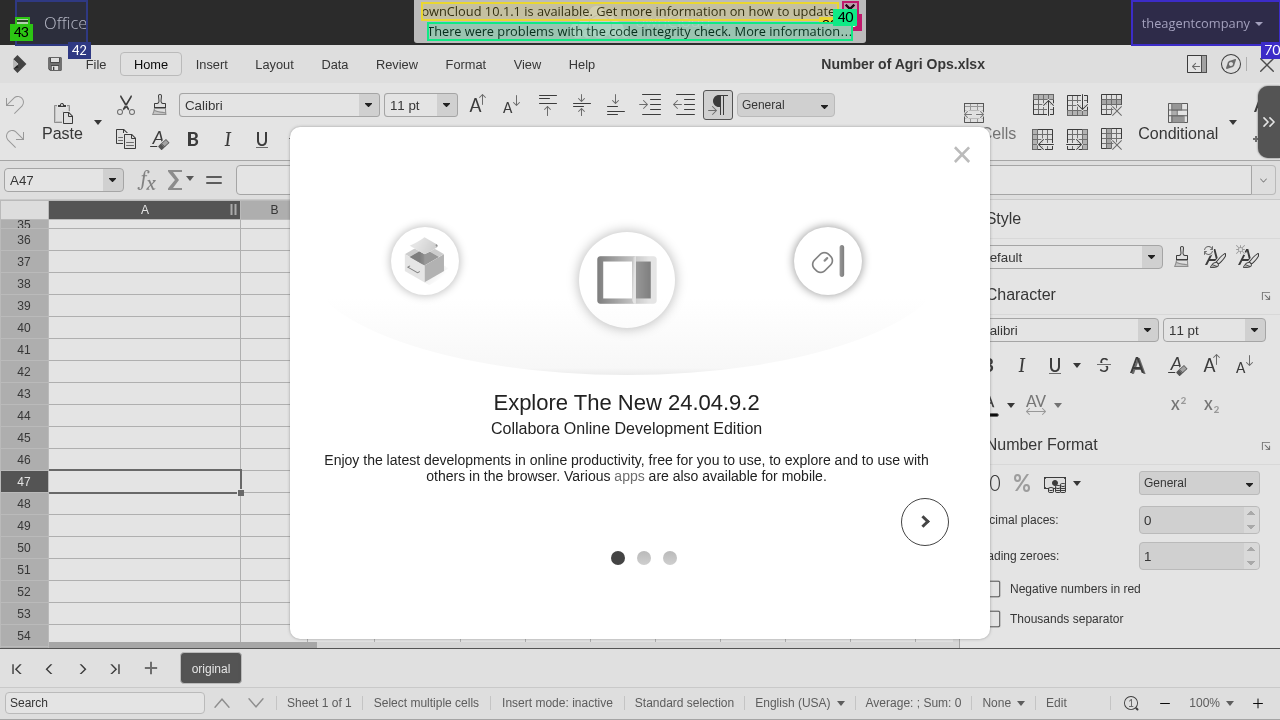 ownCloud 10.1.1 is available. Get more information on how to update
40
There were problems with the code integrity check. More information...
43
Office
42
theagentcompany
70
File Home Insert Layout Data Review Format View Help
Number of Agri Ops.xlsx
Calibri
11 pt
General
Paste
B I U
Conditional
A47
fx
A B
Style
efault
Character
alibri
11 pt
I U S A
Number Format
General
cimal places:
0
ading zeroes:
1
Negative numbers in red
Thousands separator
35
36
37
38
39
40
41
42
43
44
45
46
47
48
49
50
51
52
53
54
Explore The New 24.04.9.2
Collabora Online Development Edition
Enjoy the latest developments in online productivity, free for you to use, to explore and to use with
others in the browser. Various apps are also available for mobile.
original
Search
Sheet 1 of 1
Select multiple cells
Insert mode: inactive
Standard selection
English (USA)
Average: ; Sum: 0
None
Edit
100%